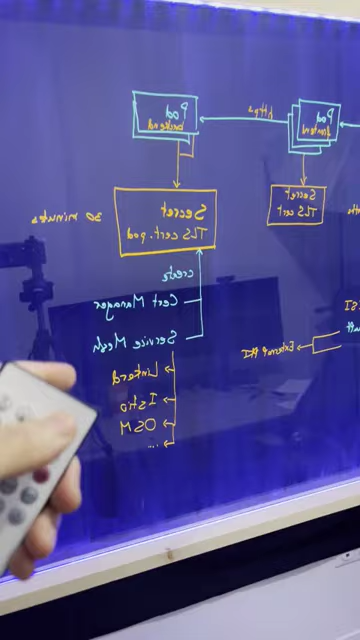 Pod
backend
https
Pod
frontend
Secret
TLS cert.pod
30 minutes
Secret
TLS cert
create
Cert Manager
Service Mesh
External API
Linkerd
Istio
OSM
...